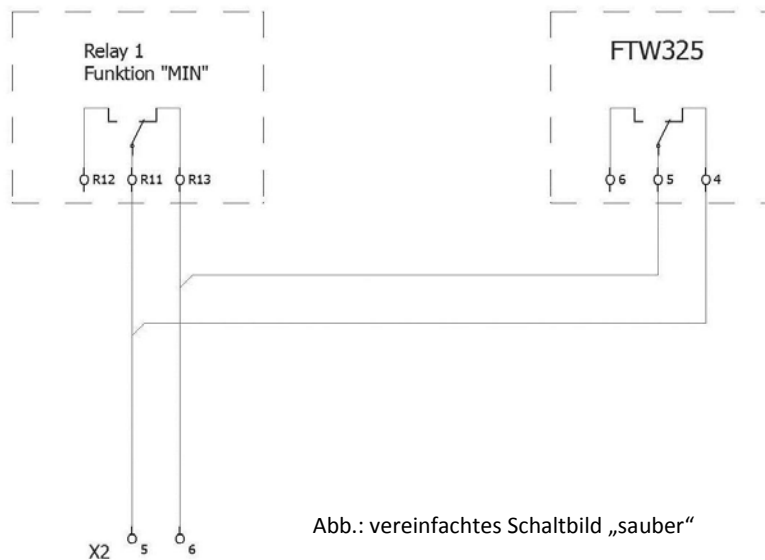 Relay 1
Funktion "MIN"
FTW325
R12 R11 R13
6 5 4
Abb.: vereinfachtes Schaltbild „sauber“
X2 5 6